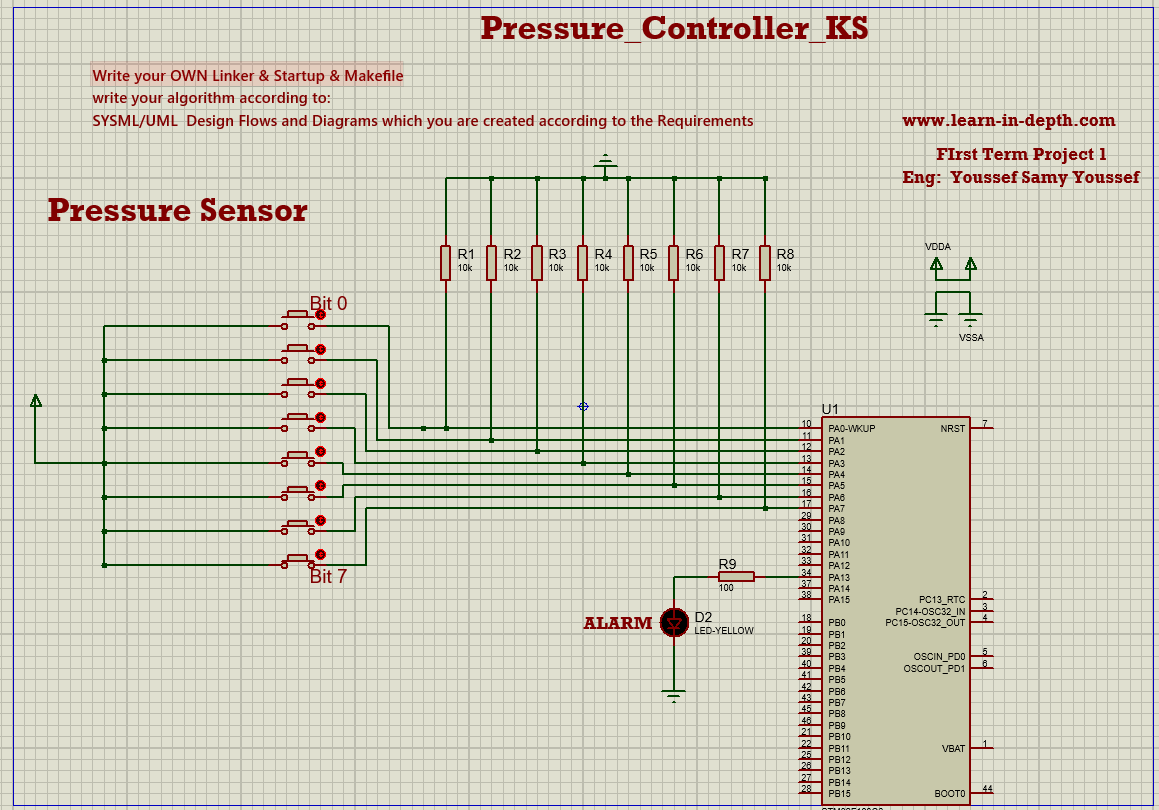 Pressure_Controller_KS
Write your OWN Linker & Startup & Makefile
write your algorithm according to:
SYSML/UML Design Flows and Diagrams which you are created according to the Requirements
www.learn-in-depth.com
FIrst Term Project 1
Eng: Youssef Samy Youssef
Pressure Sensor
VDDA
VSSA
R1
10k
R2
10k
R3
10k
R4
10k
R5
10k
R6
10k
R7
10k
R8
10k
Bit 0
Bit 7
U1
10 PA0-WKUP NRST 7
11 PA1
12 PA2
13 PA3
14 PA4
15 PA5
16 PA6
17 PA7
29 PA8
30 PA9
31 PA10
32 PA11
33 PA12
34 PA13
37 PA14
38 PA15
PC13_RTC 2
PC14-OSC32_IN 3
PC15-OSC32_OUT 4
R9
100
ALARM
D2
LED-YELLOW
18 PB0
19 PB1
20 PB2
39 PB3
40 PB4
41 PB5
42 PB6
43 PB7
45 PB8
46 PB9
21 PB10
22 PB11
25 PB12
26 PB13
27 PB14
28 PB15
OSCIN_PD0 5
OSCOUT_PD1 6
VBAT 1
BOOT0 44